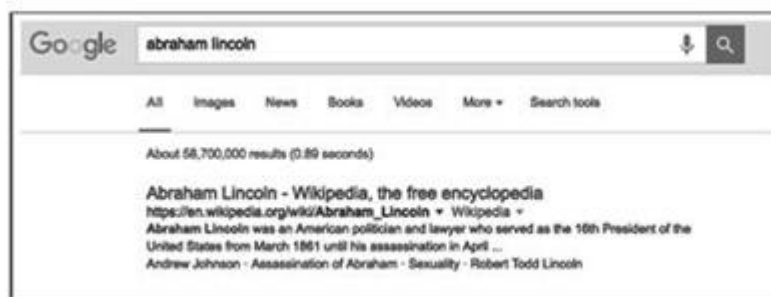 Google abraham lincoln
All Images News Books Videos More Search tools
About 58,700,000 results (0.89 seconds)
Abraham Lincoln - Wikipedia, the free encyclopedia
https://en.wikipedia.org/wiki/Abraham_Lincoln Wikipedia
Abraham Lincoln was an American politician and lawyer who served as the 16th President of the
United States from March 1861 until his assassination in April ...
Andrew Johnson · Assassination of Abraham · Sexuality · Robert Todd Lincoln